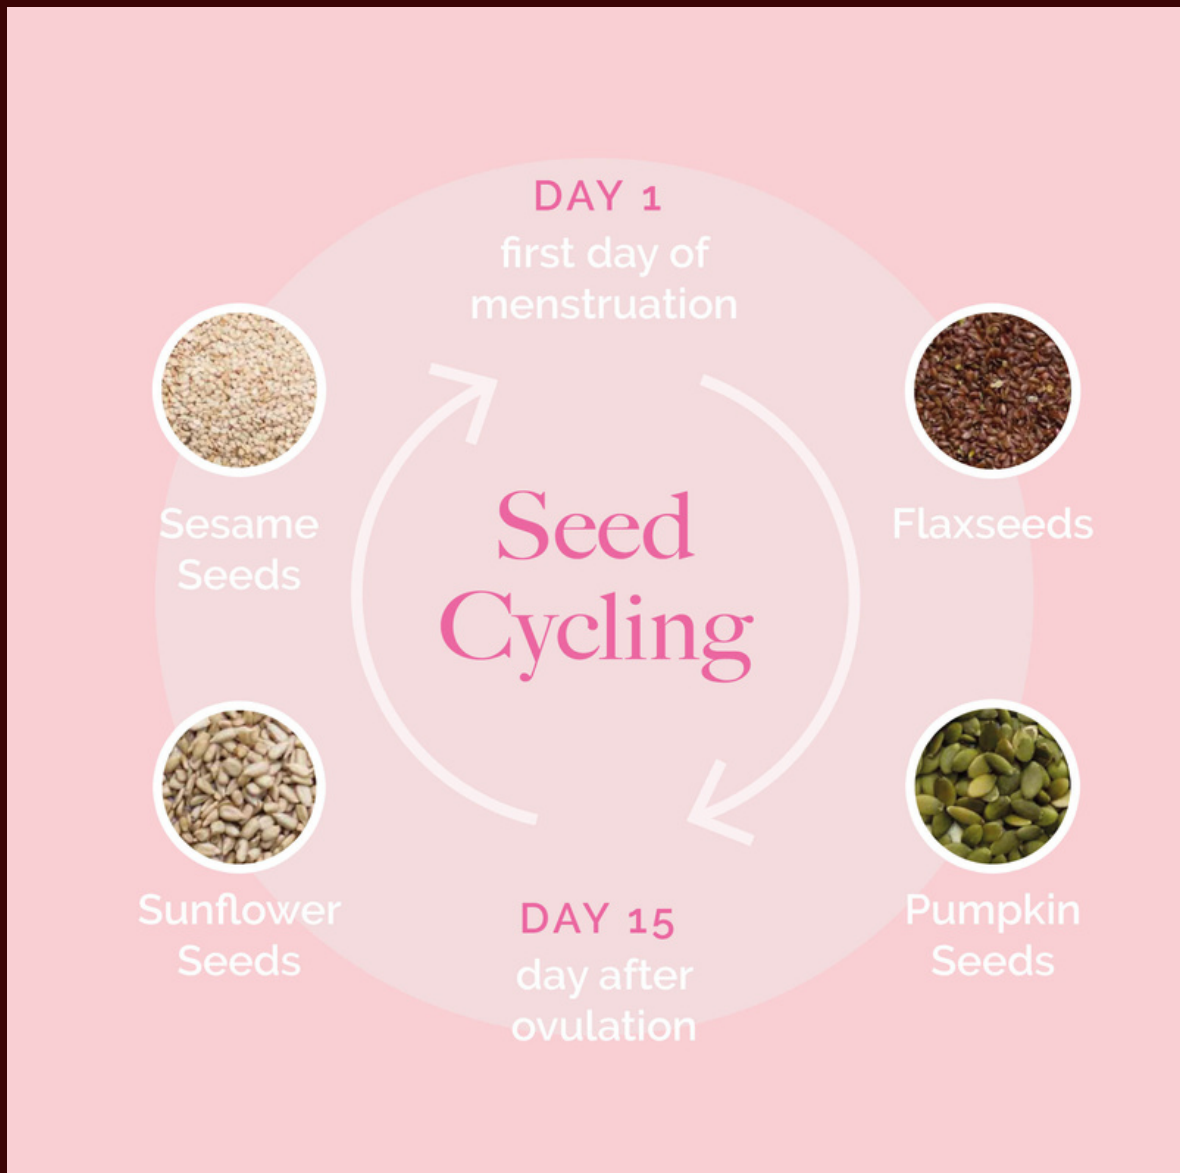 DAY 1
first day of
menstruation
Sesame
Seeds
Flaxseeds
Seed
Cycling
Sunflower
Seeds
Pumpkin
Seeds
DAY 15
day after
ovulation